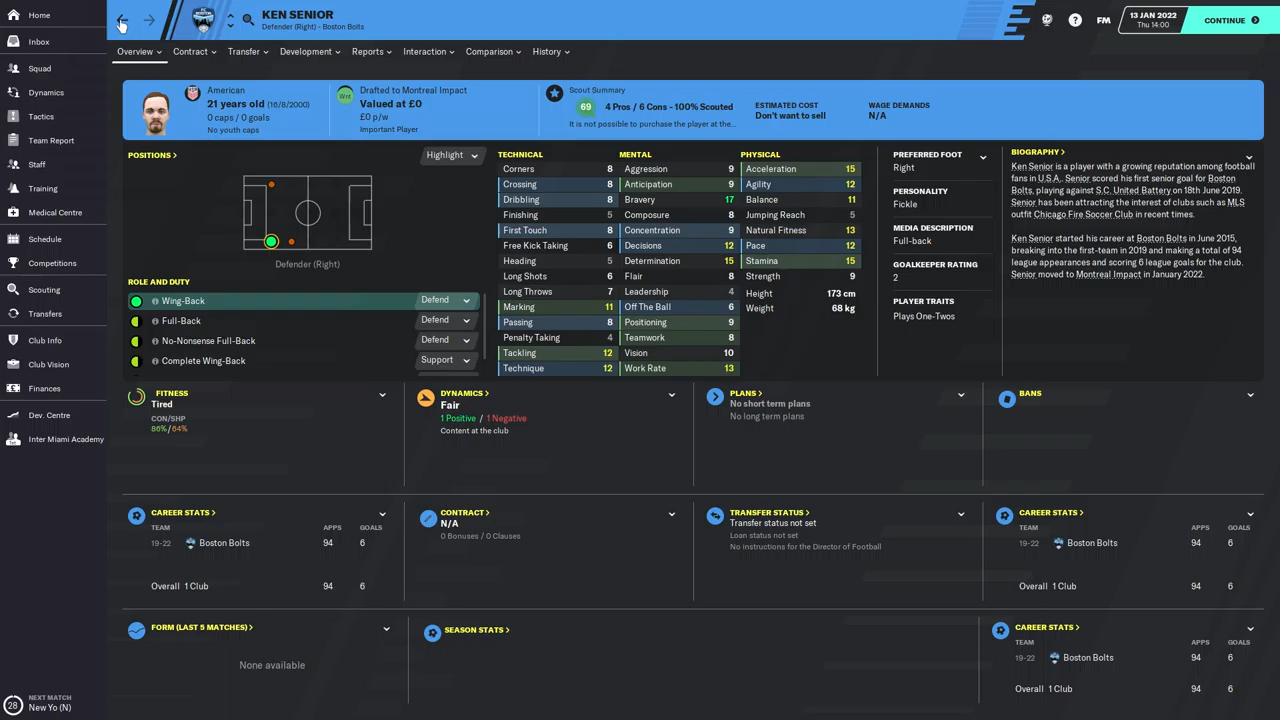 Home
Inbox
Squad
Dynamics
Tactics
Team Report
Staff
Training
Medical Centre
Schedule
Competitions
Scouting
Transfers
Club Info
Club Vision
Finances
Dev. Centre
Inter Miami Academy
28
NEXT MATCH
New Yo (N)
KEN SENIOR
Defender (Right) - Boston Bolts
?
FM
13 JAN 2022
Thu 14:00
CONTINUE
Overview
Contract
Transfer
Development
Reports
Interaction
Comparison
History
American
21 years old (16/8/2000)
0 caps / 0 goals
No youth caps
Wnt
Drafted to Montreal Impact
Valued at £0
£0 p/w
Important Player
Scout Summary
69 4 Pros / 6 Cons - 100% Scouted
It is not possible to purchase the player at the...
ESTIMATED COST
Don't want to sell
WAGE DEMANDS
N/A
POSITIONS >
Highlight
Defender (Right)
ROLE AND DUTY
Wing-Back Defend
Full-Back Defend
No-Nonsense Full-Back Defend
Complete Wing-Back Support
TECHNICAL
Corners 8
Crossing 8
Dribbling 8
Finishing 5
First Touch 8
Free Kick Taking 6
Heading 5
Long Shots 6
Long Throws 7
Marking 11
Passing 8
Penalty Taking 4
Tackling 12
Technique 12
MENTAL
Aggression 9
Anticipation 9
Bravery 17
Composure 8
Concentration 9
Decisions 12
Determination 15
Flair 8
Leadership 4
Off The Ball 6
Positioning 9
Teamwork 8
Vision 10
Work Rate 13
PHYSICAL
Acceleration 15
Agility 12
Balance 11
Jumping Reach 5
Natural Fitness 13
Pace 12
Stamina 15
Strength 9
Height 173 cm
Weight 68 kg
PREFERRED FOOT
Right
PERSONALITY
Fickle
MEDIA DESCRIPTION
Full-back
GOALKEEPER RATING
2
PLAYER TRAITS
Plays One-Twos
BIOGRAPHY >
Ken Senior is a player with a growing reputation among football
fans in U.S.A.. Senior scored his first senior goal for Boston
Bolts, playing against S.C. United Battery on 18th June 2019.
Senior has been attracting the interest of clubs such as MLS
outfit Chicago Fire Soccer Club in recent times.
Ken Senior started his career at Boston Bolts in June 2015,
breaking into the first-team in 2019 and making a total of 94
league appearances and scoring 6 league goals for the club.
Senior moved to Montreal Impact in January 2022.
FITNESS
Tired
CON/SHP
86%/64%
DYNAMICS >
Fair
1 Positive / 1 Negative
Content at the club
PLANS >
No short term plans
No long term plans
BANS
CAREER STATS >
TEAM APPS GOALS
19-22 Boston Bolts 94 6
Overall 1 Club 94 6
CONTRACT >
N/A
0 Bonuses / 0 Clauses
TRANSFER STATUS >
Transfer status not set
Loan status not set
No instructions for the Director of Football
CAREER STATS >
TEAM APPS GOALS
19-22 Boston Bolts 94 6
Overall 1 Club 94 6
FORM (LAST 5 MATCHES) >
None available
SEASON STATS >
CAREER STATS >
TEAM APPS GOALS
19-22 Boston Bolts 94 6
Overall 1 Club 94 6